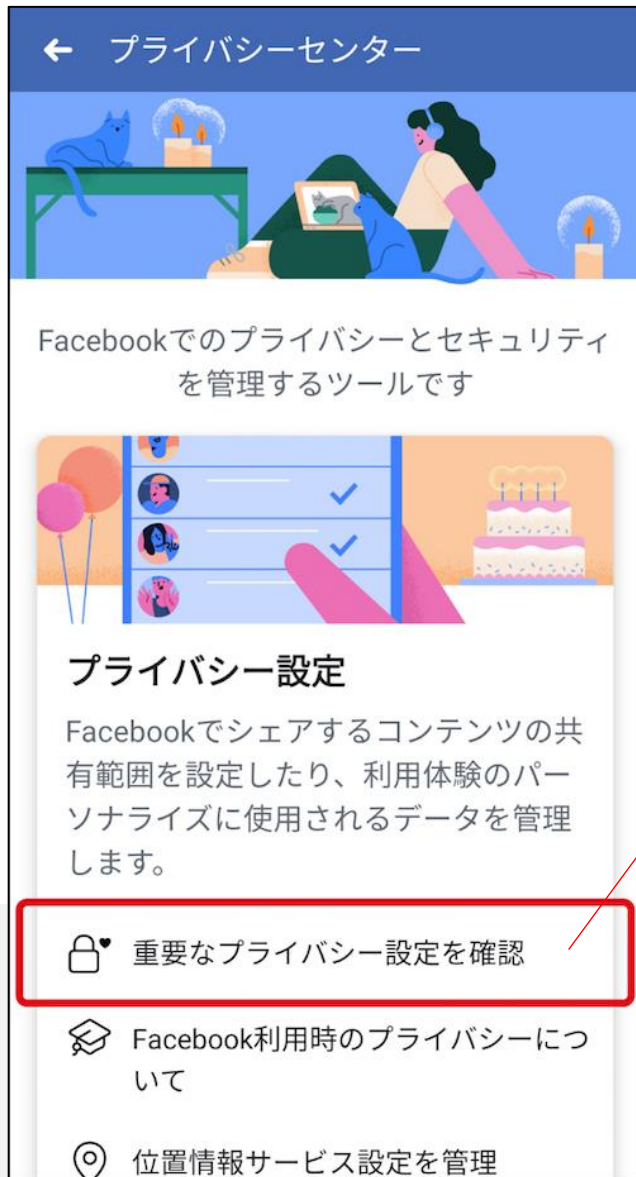 プライバシーセンター
Facebookでのプライバシーとセキュリティ
を管理するツールです
プライバシー設定
Facebookでシェアするコンテンツの共
有範囲を設定したり、利用体験のパー
ソナライズに使用されるデータを管理
します。
重要なプライバシー設定を確認
Facebook利用時のプライバシーにつ
いて
位置情報サービス設定を管理